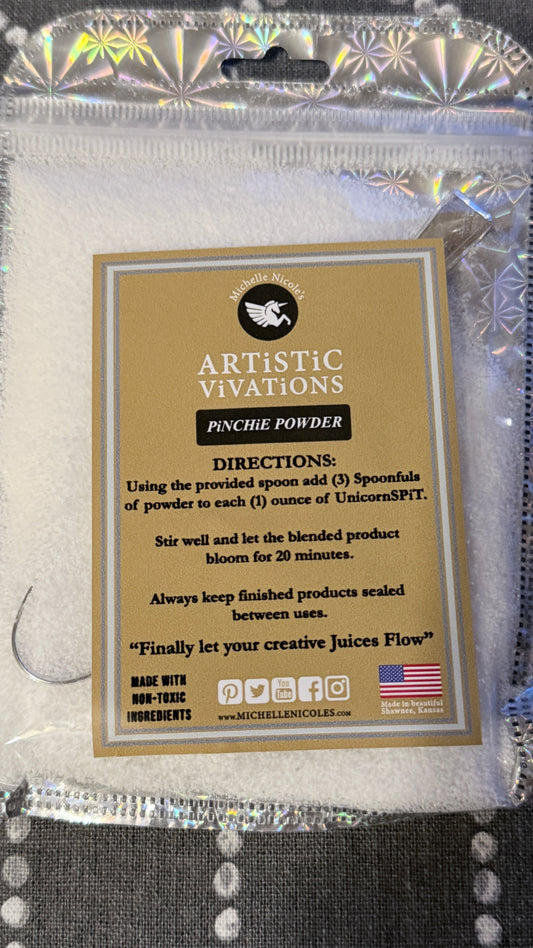 Michelle Nicole's
ARTiSTiC
ViVATiONS
PiNCHiE POWDER
DIRECTIONS:
Using the provided spoon add (3) Spoonfuls
of powder to each (1) ounce of UnicornSPiT.
Stir well and let the blended product
bloom for 20 minutes.
Always keep finished products sealed
between uses.
“Finally let your creative Juices Flow”
MADE WITH
NON-TOXIC
INGREDIENTS
You
Tube
www.MICHELLENICOLES.COM
Made in beautiful
Shawnee, Kansas